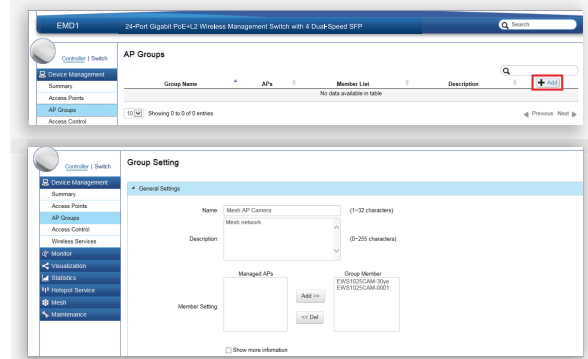 EMD1 24-Port Gigabit PoE+L2 Wireless Management Switch with 4 Dual-Speed SFP Search
Controller | Switch
AP Groups
Device Management
Summary
Access Points
AP Groups
Access Control
Group Name APs Member List Description Add
No data available in table
10 Showing 0 to 0 of 0 entries Previous Next
Controller | Switch
Group Setting
Device Management
Summary
Access Points
AP Groups
Access Control
Wireless Services
Monitor
Visualization
Statistics
Hotspot Service
Mesh
Maintenance
General Settings
Name: Mesh AP Camera (1~32 characters)
Description: Mesh network (0~255 characters)
Managed APs Group Member
Member Setting: Add >> EWS1025CAM-30ye
EWS1025CAM-0001
<< Del
Show more information